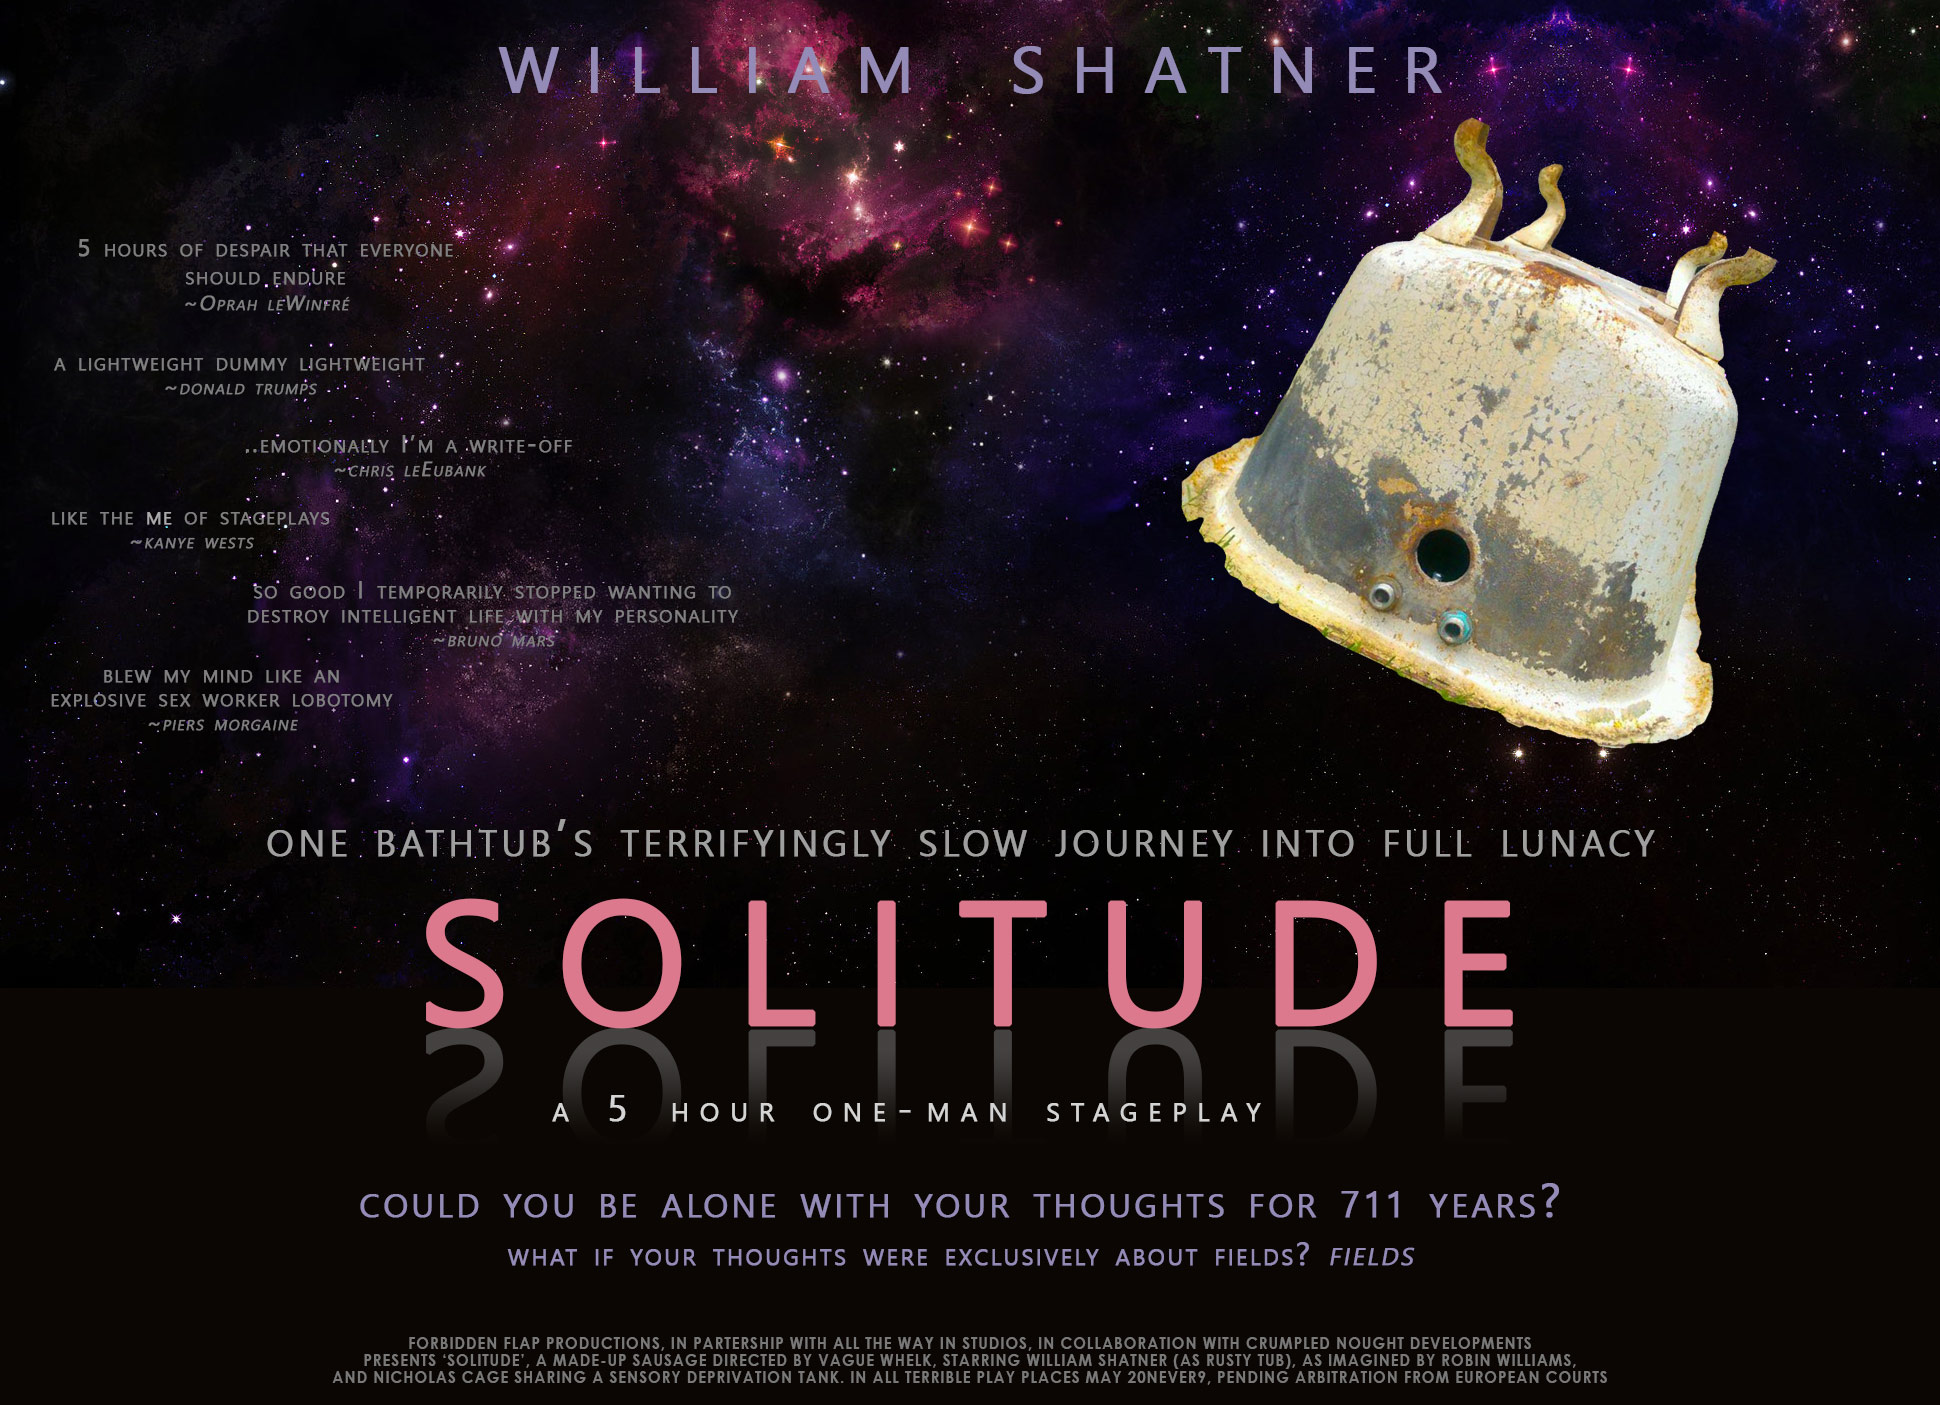 WILLIAM SHATNER
5 HOURS OF DESPAIR THAT EVERYONE
SHOULD ENDURE
~OPRAH LEWINFRÉ
A LIGHTWEIGHT DUMMY LIGHTWEIGHT
~DONALD TRUMPS
..EMOTIONALLY I'M A WRITE-OFF
~CHRIS LEEUBANK
LIKE THE ME OF STAGEPLAYS
~KANYE WESTS
SO GOOD I TEMPORARILY STOPPED WANTING TO
DESTROY INTELLIGENT LIFE WITH MY PERSONALITY
~BRUNO MARS
BLEW MY MIND LIKE AN
EXPLOSIVE SEX WORKER LOBOTOMY
~PIERS MORGAINE
ONE BATHTUB'S TERRIFYINGLY SLOW JOURNEY INTO FULL LUNACY
SOLITUDE
A 5 HOUR ONE-MAN STAGEPLAY
COULD YOU BE ALONE WITH YOUR THOUGHTS FOR 711 YEARS?
WHAT IF YOUR THOUGHTS WERE EXCLUSIVELY ABOUT FIELDS? FIELDS
FORBIDDEN FLAP PRODUCTIONS, IN PARTERSHIP WITH ALL THE WAY IN STUDIOS, IN COLLABORATION WITH CRUMPLED NOUGHT DEVELOPMENTS
PRESENTS ‘SOLITUDE’, A MADE-UP SAUSAGE DIRECTED BY VAGUE WHELK, STARRING WILLIAM SHATNER (AS RUSTY TUB), AS IMAGINED BY ROBIN WILLIAMS,
AND NICHOLAS CAGE SHARING A SENSORY DEPRIVATION TANK. IN ALL TERRIBLE PLAY PLACES MAY 20NEVER9, PENDING ARBITRATION FROM EUROPEAN COURTS